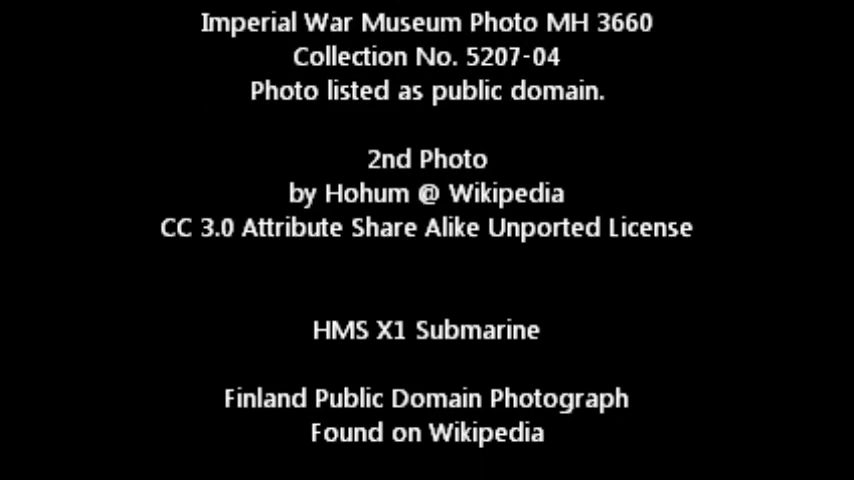 Imperial War Museum Photo MH 3660
Collection No. 5207-04
Photo listed as public domain.
2nd Photo
by Hohum @ Wikipedia
CC 3.0 Attribute Share Alike Unported License
HMS X1 Submarine
Finland Public Domain Photograph
Found on Wikipedia